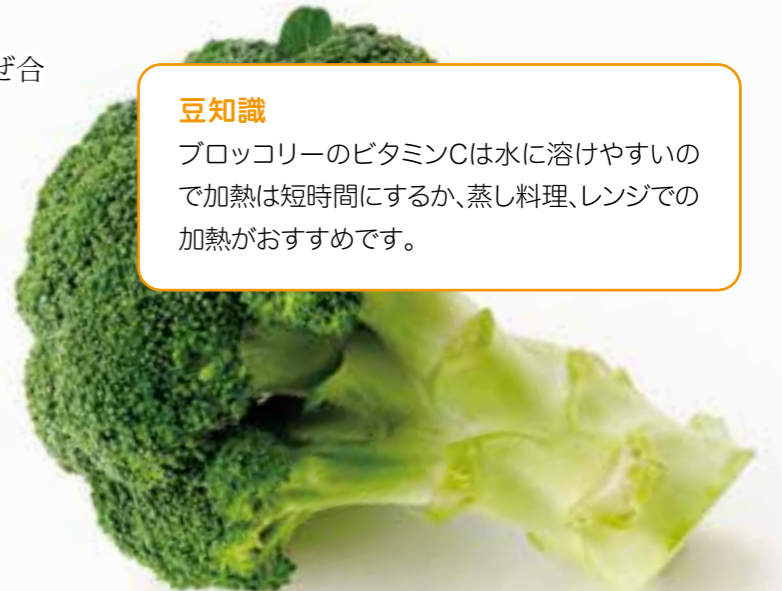 ぜ合
豆知識
ブロッコリーのビタミンCは水に溶けやすいの
で加熱は短時間にするか、蒸し料理、レンジでの
加熱がおすすめです。